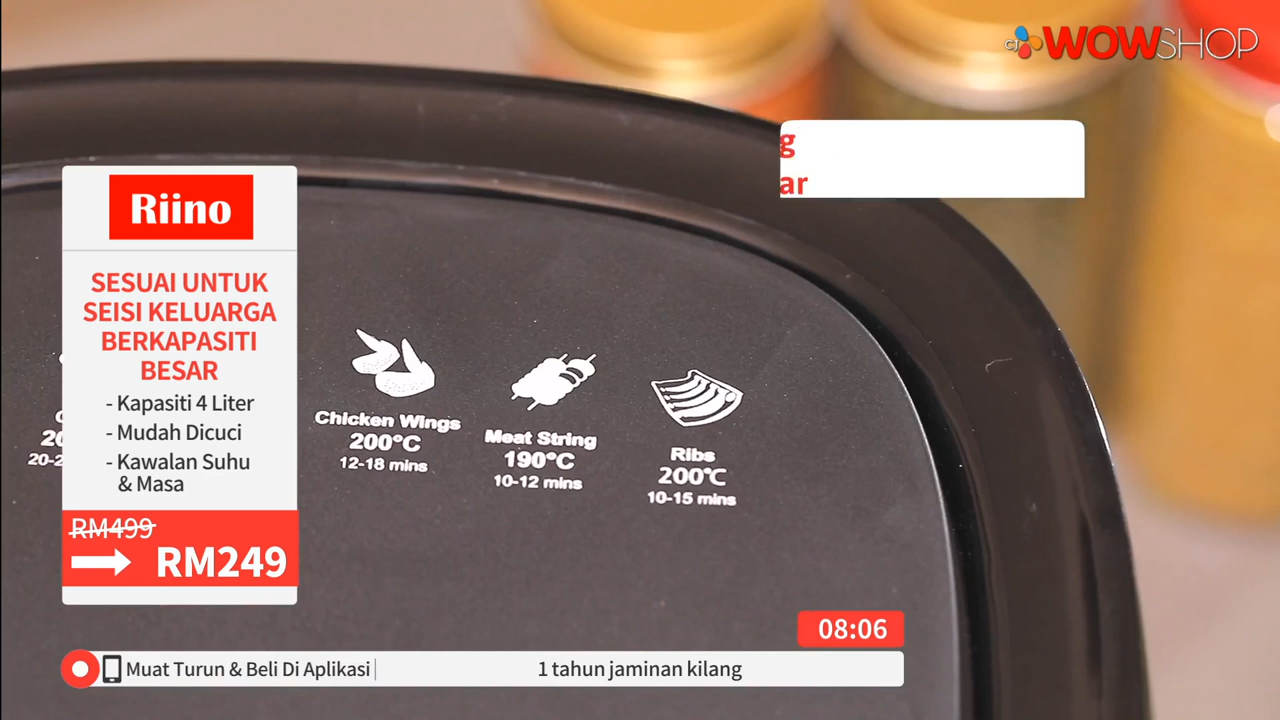 CJ WOWSHOP
g
ar
Riino
SESUAI UNTUK
SEISI KELUARGA
BERKAPASITI
BESAR
- Kapasiti 4 Liter
- Mudah Dicuci
- Kawalan Suhu
& Masa
RM499
RM249
Chicken Wings
200°C
12-18 mins
Meat String
190°C
10-12 mins
Ribs
200°C
10-15 mins
08:06
Muat Turun & Beli Di Aplikasi
1 tahun jaminan kilang